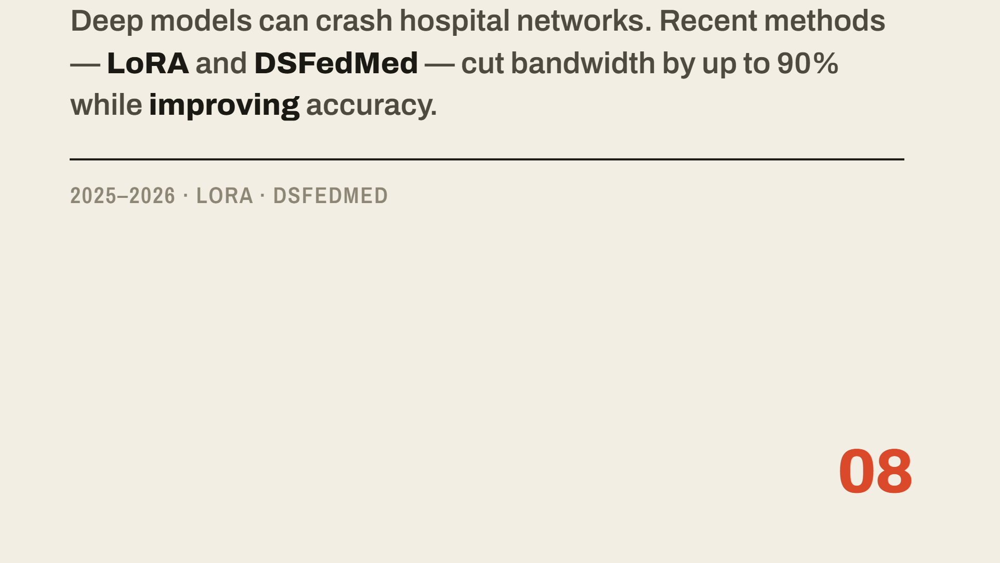 Deep models can crash hospital networks. Recent methods
— LoRA and DSFedMed — cut bandwidth by up to 90%
while improving accuracy.
2025–2026 · LORA · DSFEDMED
08